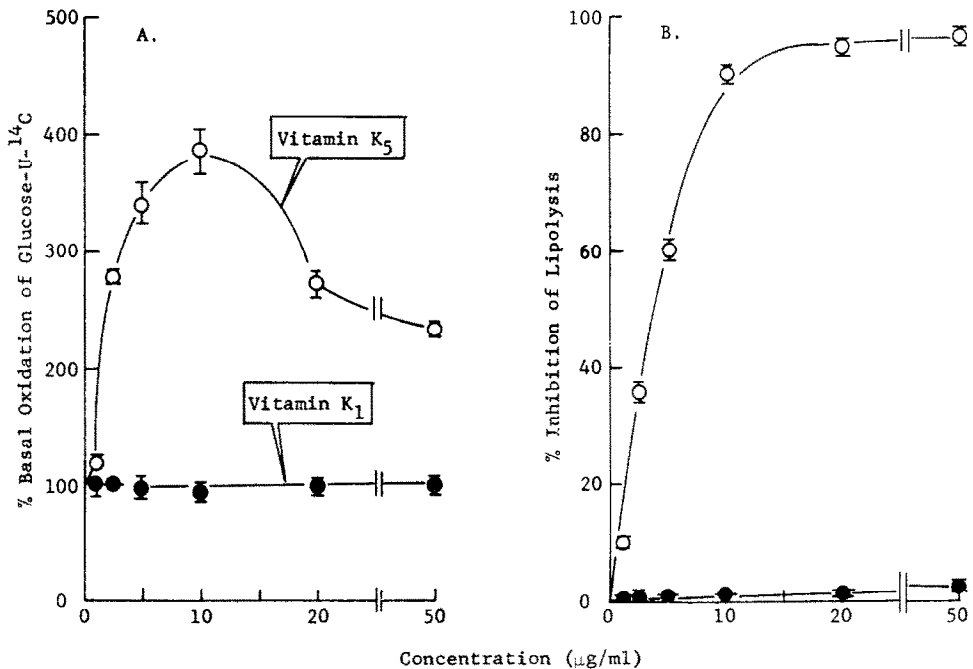 A.
% Basal Oxidation of Glucose-U-¹⁴C
500
400
300
200
100
0
Vitamin K₅
Vitamin K₁
0 10 20 50
B.
% Inhibition of Lipolysis
100
80
60
40
20
0
0 10 20 50
Concentration (μg/ml)